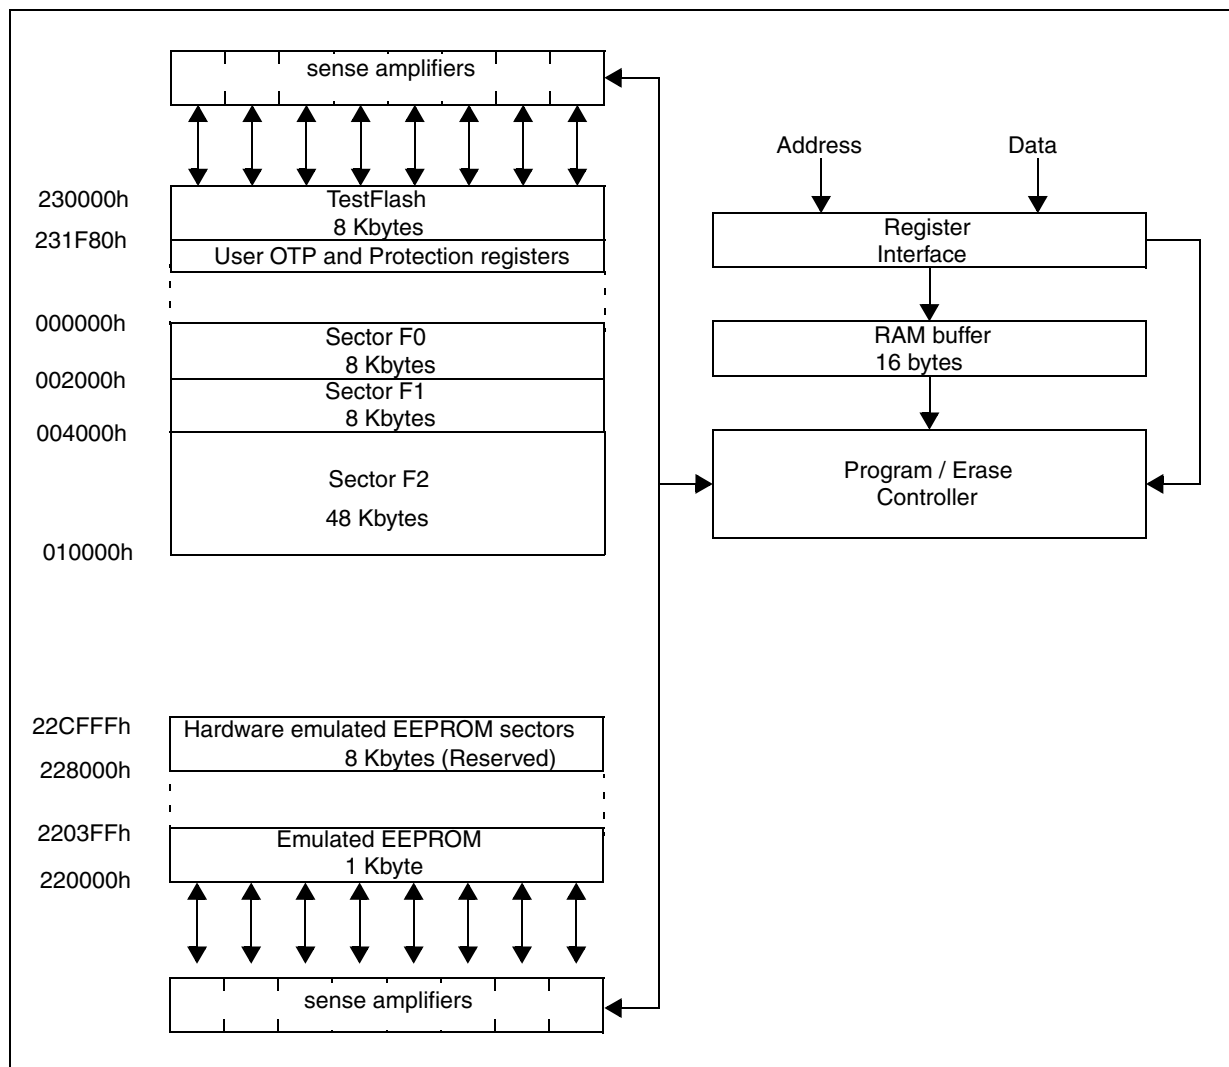 sense amplifiers
230000h
TestFlash
8 Kbytes
231F80h
User OTP and Protection registers
000000h
Sector F0
8 Kbytes
002000h
Sector F1
8 Kbytes
004000h
Sector F2
48 Kbytes
010000h
22CFFFh
Hardware emulated EEPROM sectors
8 Kbytes (Reserved)
228000h
2203FFh
Emulated EEPROM
1 Kbyte
220000h
sense amplifiers
Address
Data
Register
Interface
RAM buffer
16 bytes
Program / Erase
Controller